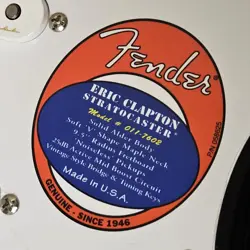 Fender
®
ERIC CLAPTON
STRATOCASTER®
Model # 011-7602
Solid Alder Body
Soft "V" Shape Maple Neck
9.5" Radius Fretboard
"Noiseless" Pickups
25dB Active Mid Boost Circuit
Vintage Style Bridge & Tuning Keys
Made in U.S.A.
GENUINE - SINCE 1946